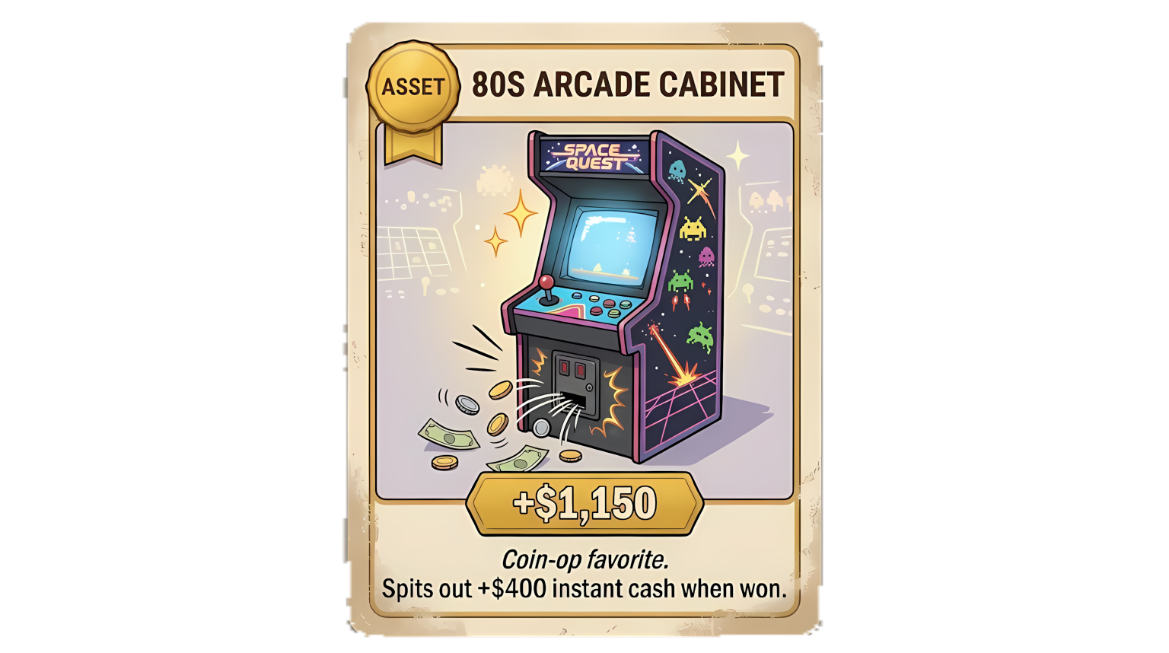 ASSET
80S ARCADE CABINET
SPACE
QUEST
+$1,150
Coin-op favorite.
Spits out +$400 instant cash when won.